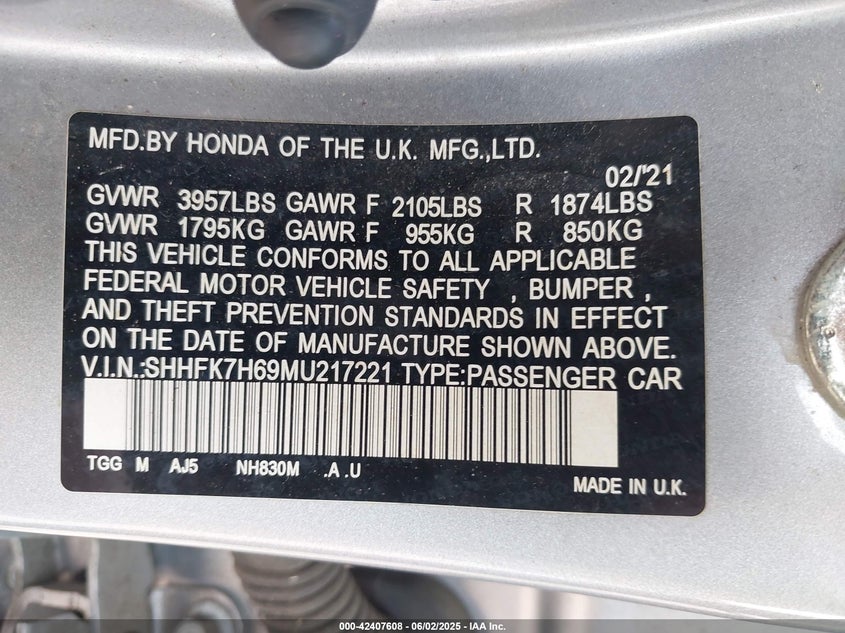 MFD.BY HONDA OF THE U.K. MFG.,LTD.
02/'21
GVWR 3957LBS GAWR F 2105LBS R 1874LBS
GVWR 1795KG GAWR F 955KG R 850KG
THIS VEHICLE CONFORMS TO ALL APPLICABLE
FEDERAL MOTOR VEHICLE SAFETY , BUMPER ,
AND THEFT PREVENTION STANDARDS IN EFFECT
ON THE DATE OF MANUFACTURE SHOWN ABOVE.
V.I.N.:SHHFK7H69MU217221 TYPE:PASSENGER CAR
TGG M AJ5 NH830M .A .U
MADE IN U.K.
000-42407608 | 06/02/2025 | IAA Inc.